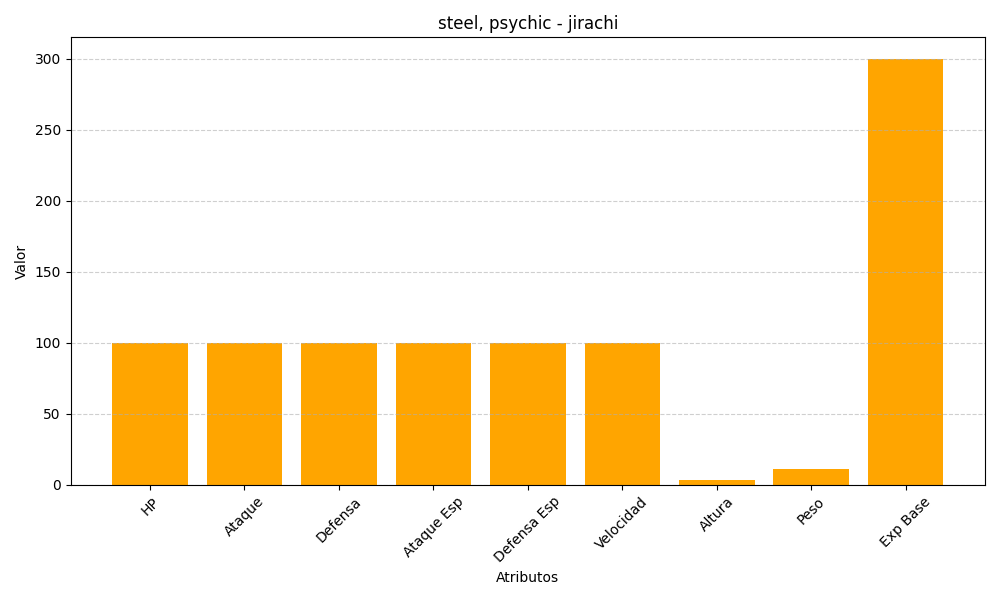 steel, psychic - jirachi
300
250
200
150
100
50
0
Valor
HP
Ataque
Defensa
Ataque Esp
Defensa Esp
Velocidad
Altura
Peso
Exp Base
Atributos